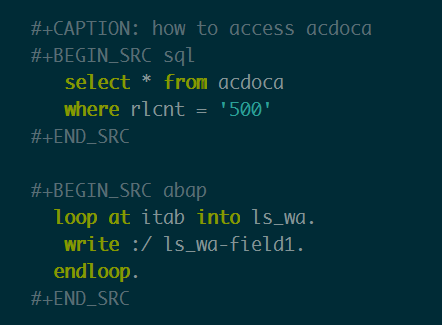 #+CAPTION: how to access acdoca
#+BEGIN_SRC sql
select * from acdoca
where rlcnt = '500'
#+END_SRC
#+BEGIN_SRC abap
loop at itab into ls_wa.
write :/ ls_wa-field1.
endloop.
#+END_SRC